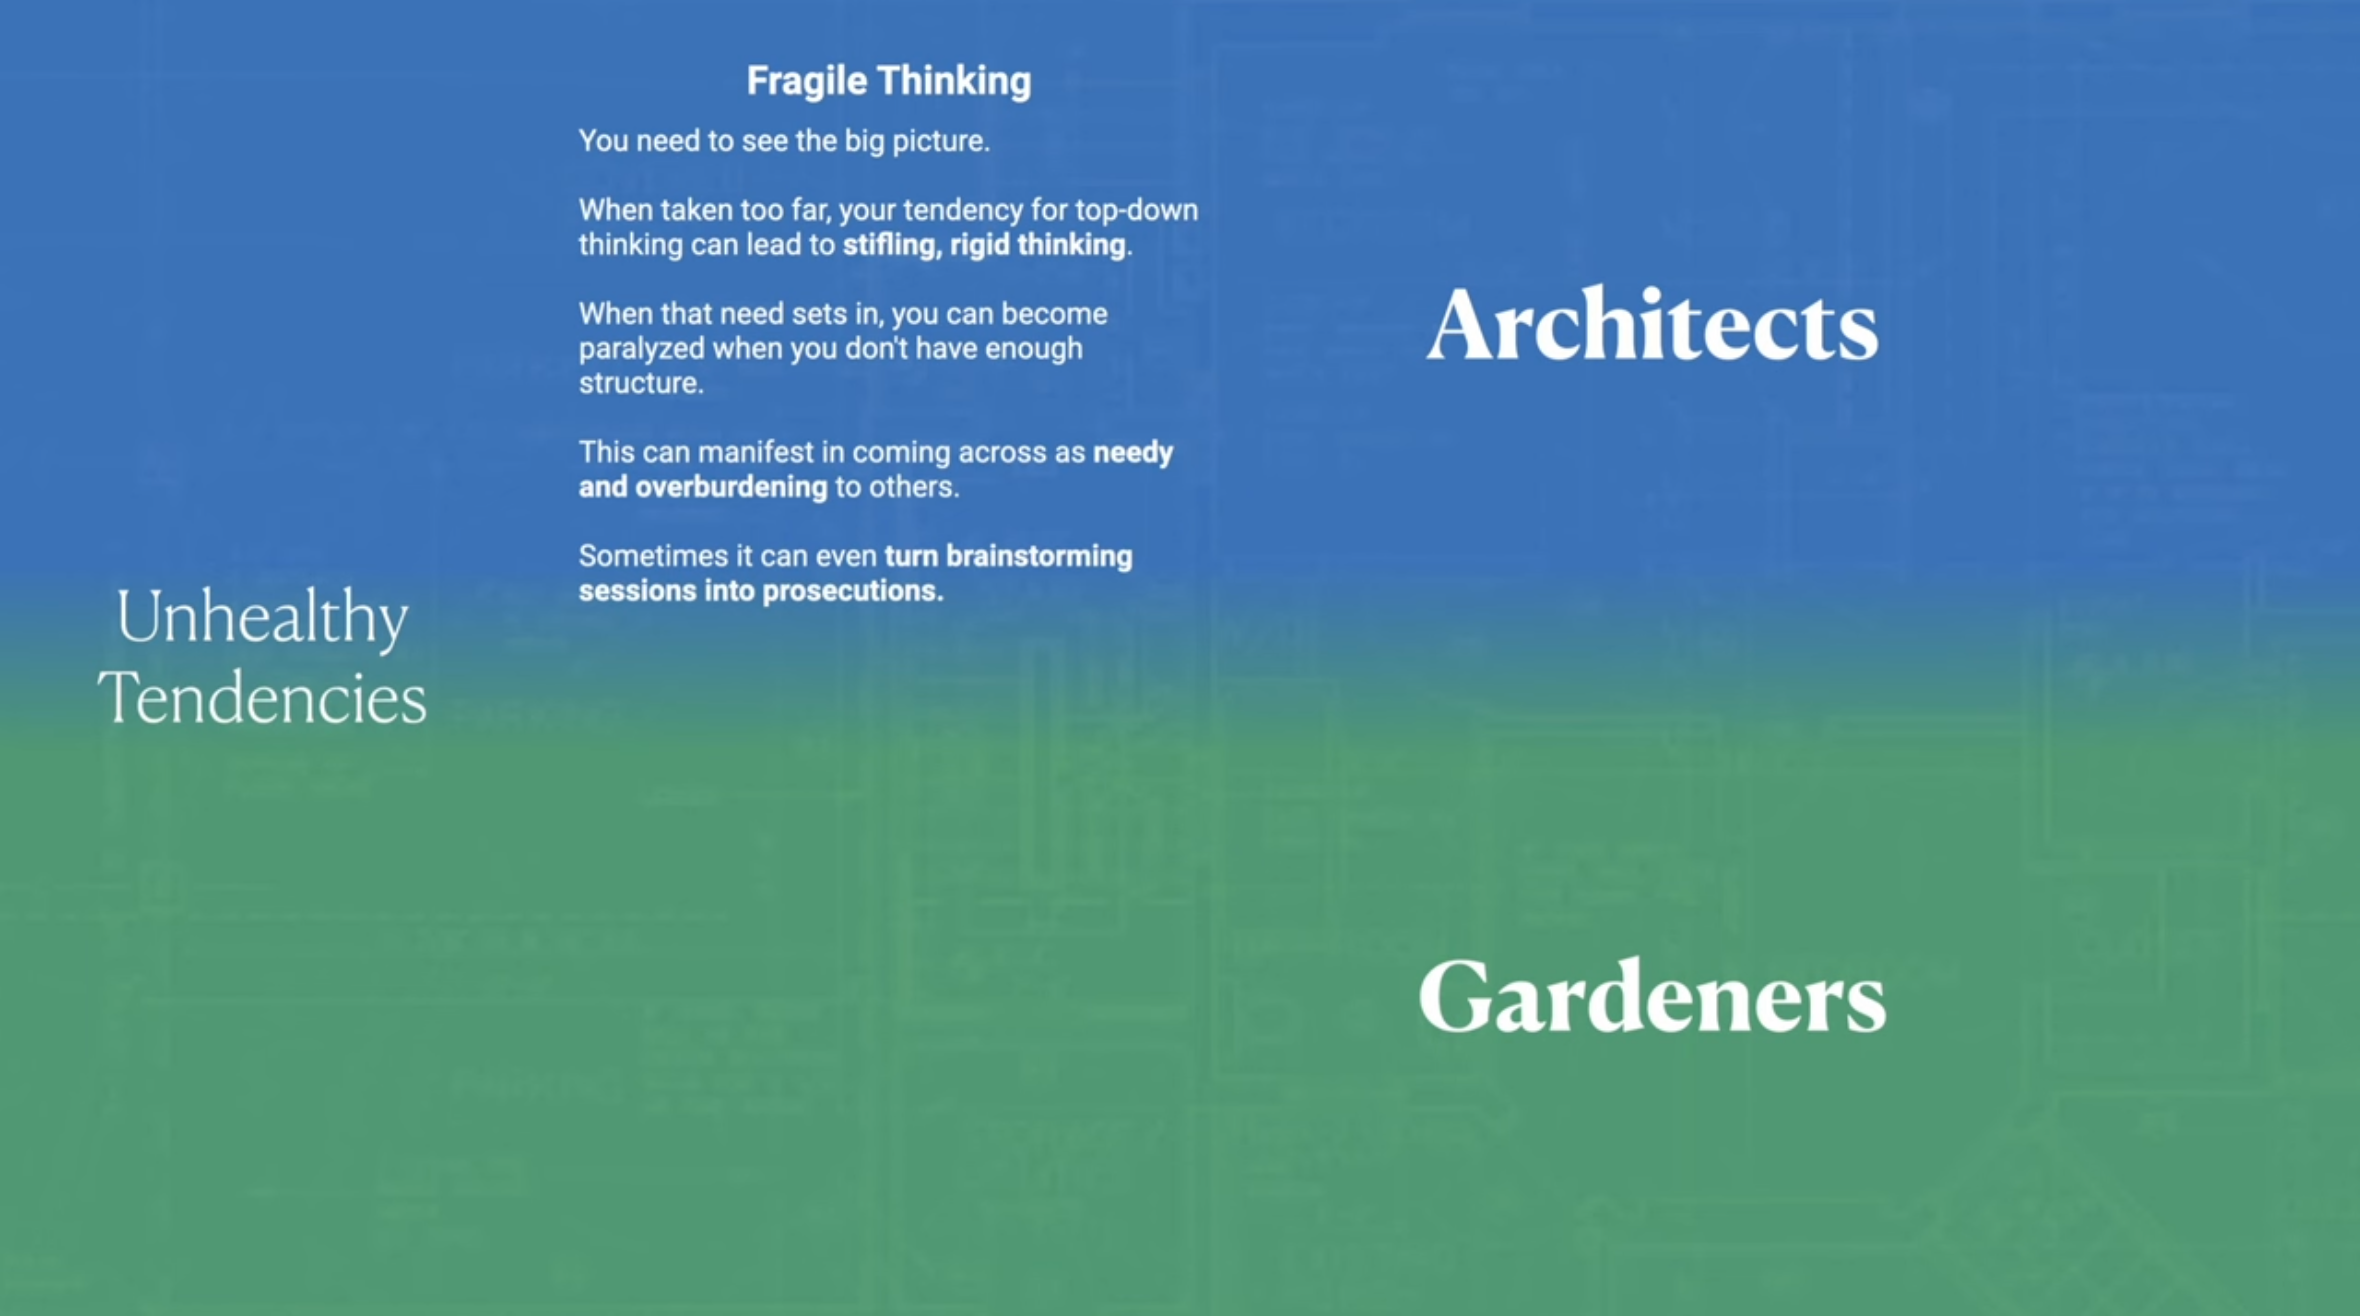 Fragile Thinking
You need to see the big picture.
When taken too far, your tendency for top-down
thinking can lead to stifling, rigid thinking.
When that need sets in, you can become
paralyzed when you don't have enough
structure.
This can manifest in coming across as needy
and overburdening to others.
Sometimes it can even turn brainstorming
sessions into prosecutions.
Architects
Unhealthy
Tendencies
Gardeners